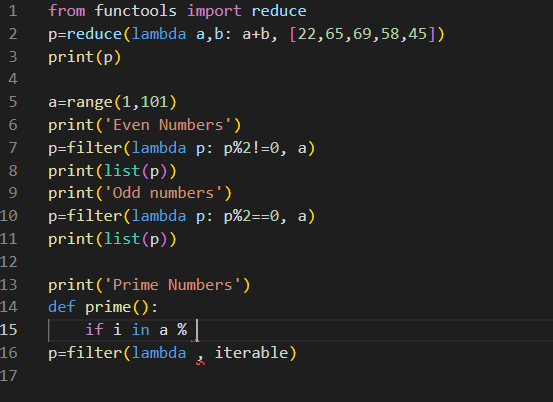 1 from functools import reduce
2 p=reduce(lambda a,b: a+b, [22,65,69,58,45])
3 print(p)
4
5 a=range(1,101)
6 print('Even Numbers')
7 p=filter(lambda p: p%2!=0, a)
8 print(list(p))
9 print('Odd numbers')
10 p=filter(lambda p: p%2==0, a)
11 print(list(p))
12
13 print('Prime Numbers')
14 def prime():
15     if i in a %
16 p=filter(lambda , iterable)
17